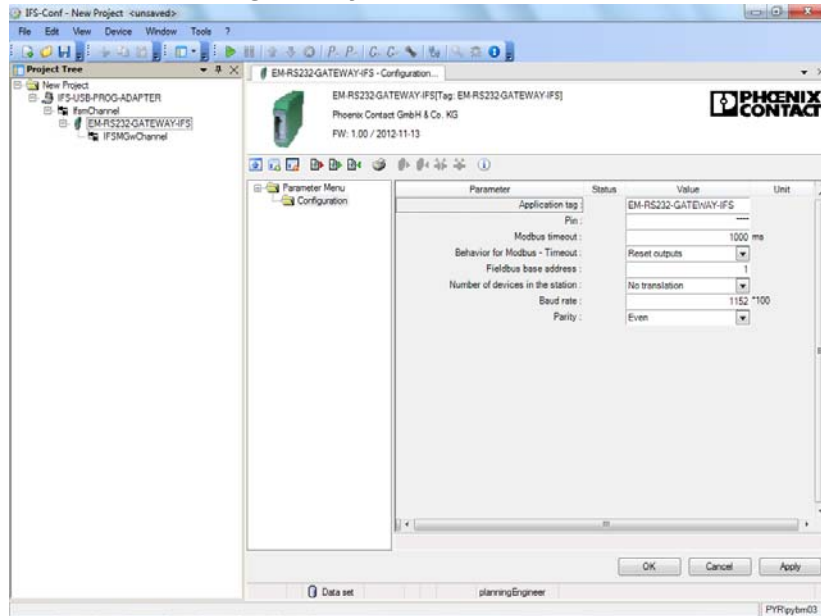 IFS-Conf - New Project <unsaved>
File Edit View Device Window Tools ?
Project Tree
New Project
IFS-USB-PROG-ADAPTER
IfsmChannel
EM-RS232-GATEWAY-IFS
IFSMGwChannel
EM-RS232-GATEWAY-IFS - Configuration...
EM-RS232-GATEWAY-IFS[Tag: EM-RS232-GATEWAY-IFS]
Phoenix Contact GmbH & Co. KG
FW: 1.00 / 2012-11-13
PHŒNIX
CONTACT
Parameter Menu
Configuration
Parameter Status Value Unit
Application tag : EM-RS232-GATEWAY-IFS
Pin : ----
Modbus timeout : 1000 ms
Behavior for Modbus - Timeout : Reset outputs
Fieldbus base address : 1
Number of devices in the station : No translation
Baud rate : 1152 *100
Parity : Even
OK Cancel Apply
Data set planningEngineer
PYR\pybm03